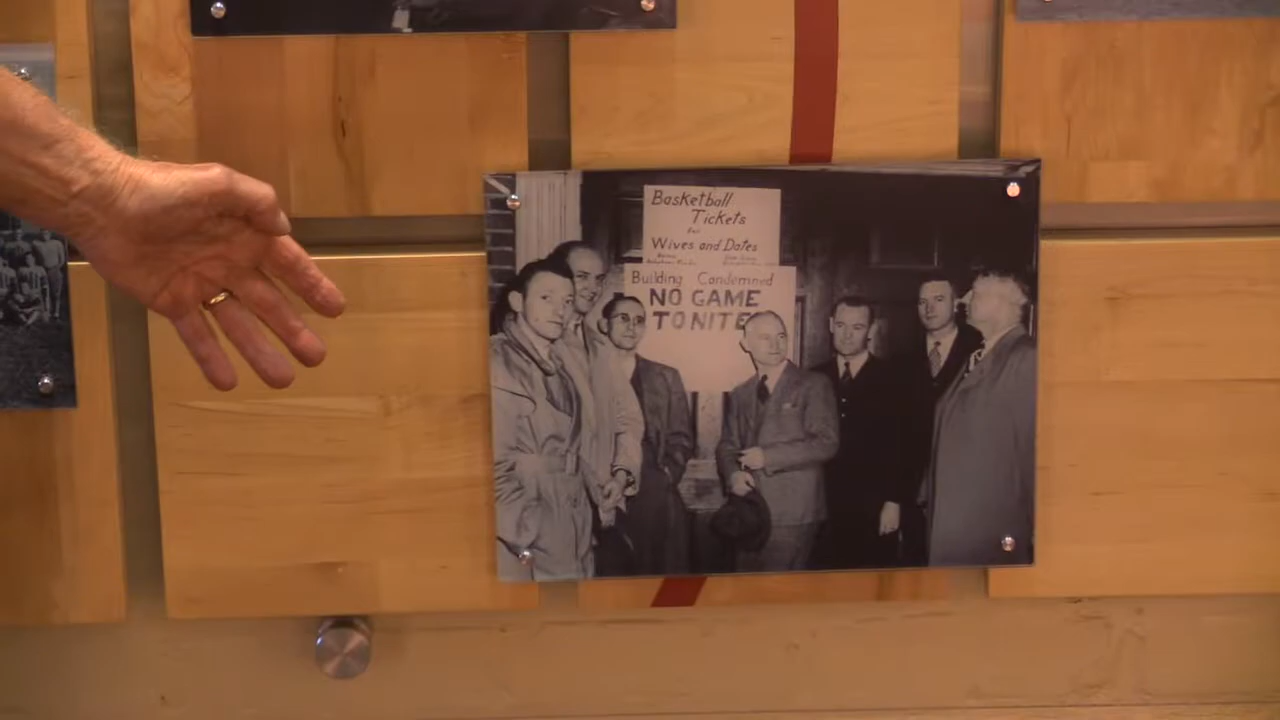 Basketball
Tickets
for
Wives and Dates
Building Condemned
NO GAME
TONITE